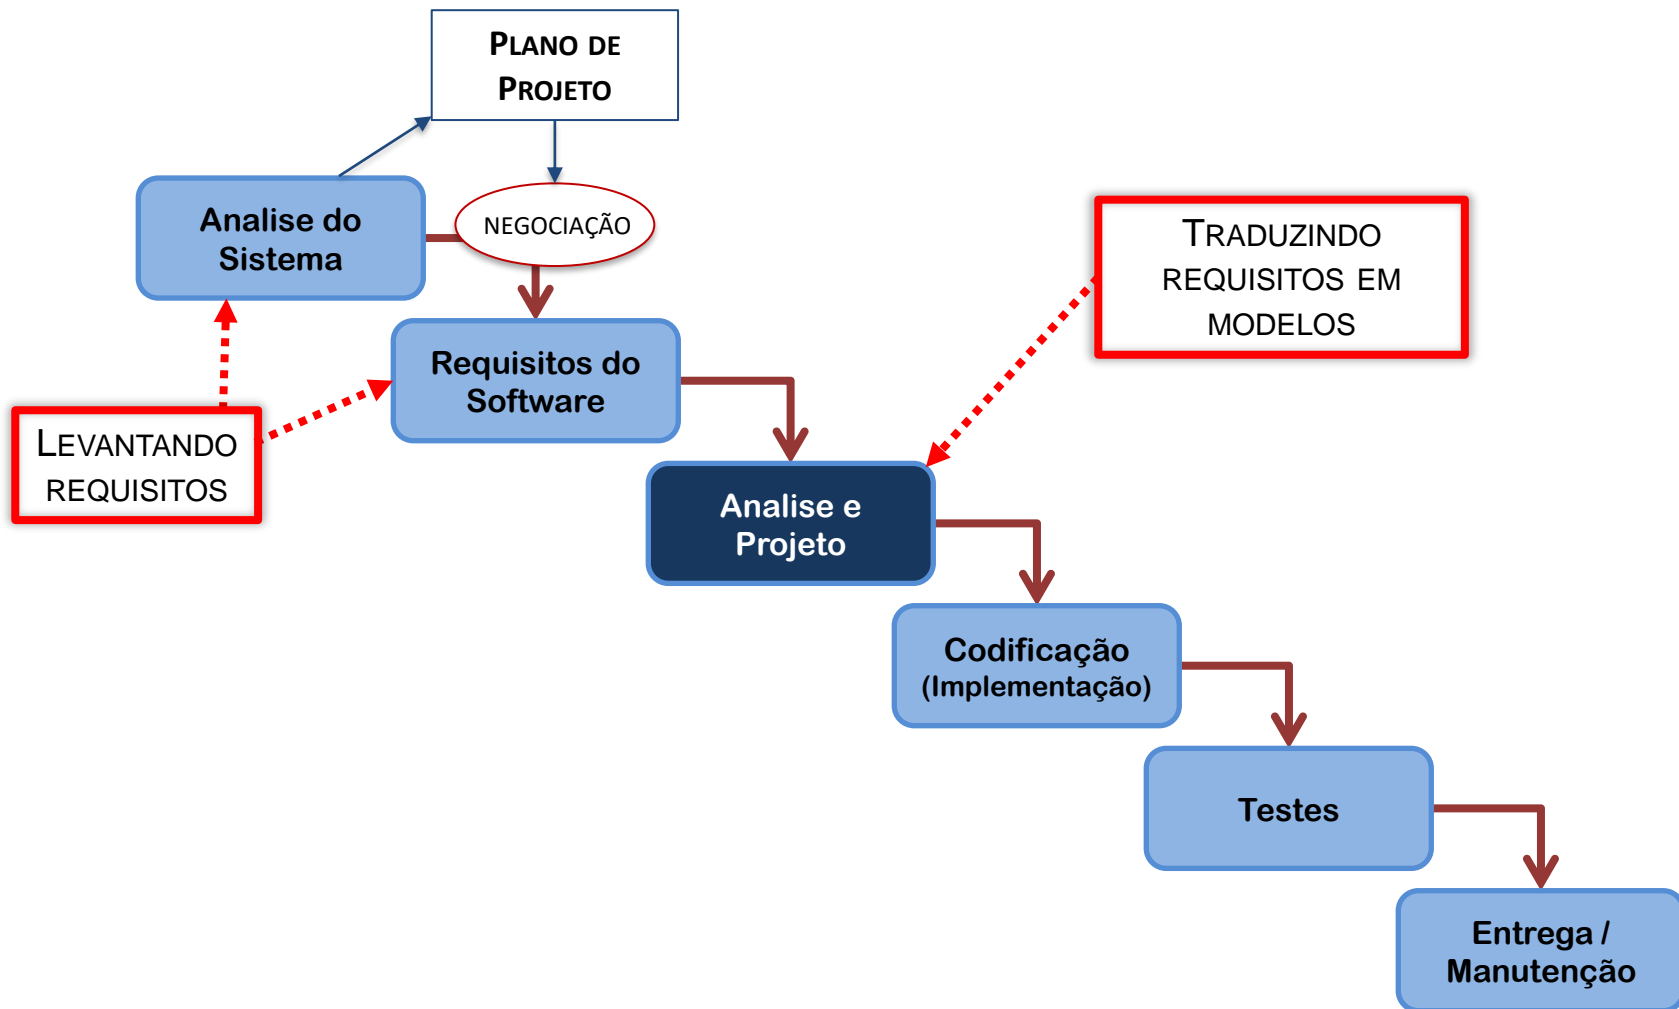 PLANO DE
PROJETO
Analise do
Sistema
NEGOCIAÇÃO
TRADUZINDO
REQUISITOS EM
MODELOS
Requisitos do
Software
LEVANTANDO
REQUISITOS
Analise e
Projeto
Codificação
(Implementação)
Testes
Entrega /
Manutenção